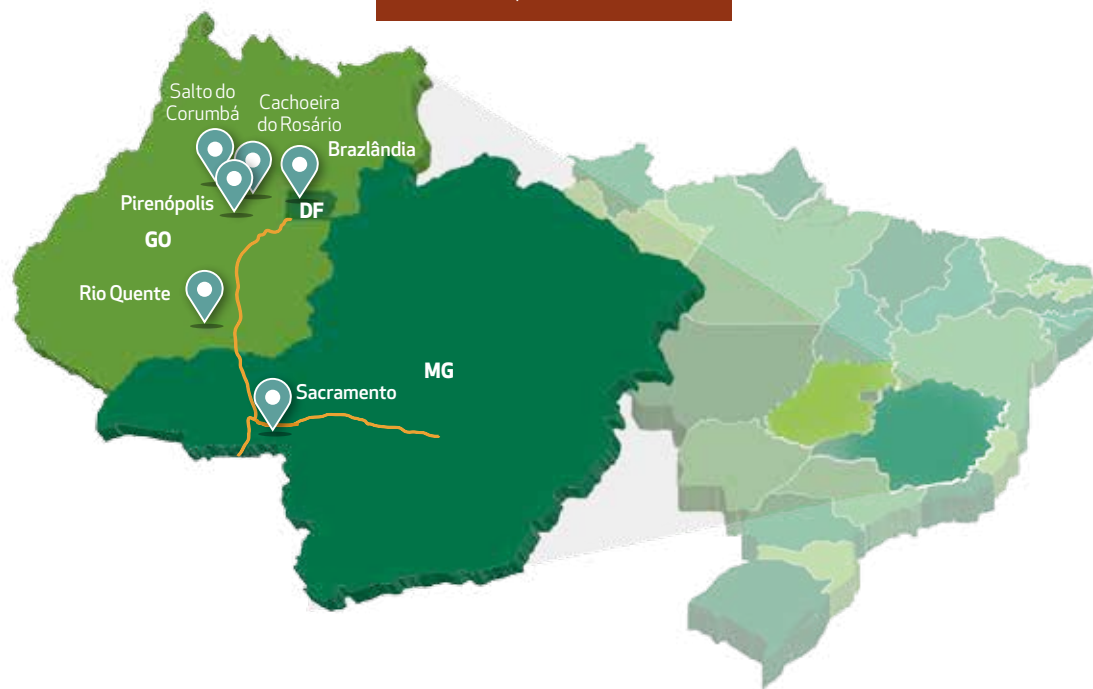 Salto do
Corumbá
Cachoeira
do Rosário
Brazlândia
Pirenópolis
DF
GO
Rio Quente
MG
Sacramento